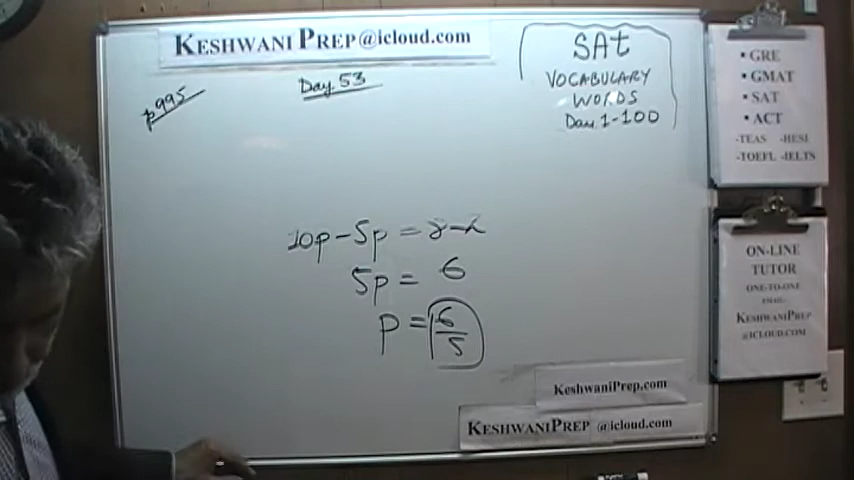 KESHWANI PREP@icloud.com
Day 53
p995
SAt
VOCABULARY
WORDS
Day 1-100
10p-5p=8-2
5p = 6
p = 6/5
• GRE
• GMAT
• SAT
• ACT
-TEAS -HESI
-TOEFL -IELTS
ON-LINE
TUTOR
ONE-TO-ONE
EMAIL:
KESHWANIPREP
@ICLOUD.COM
KeshwaniPrep.com
KESHWANIPREP @icloud.com